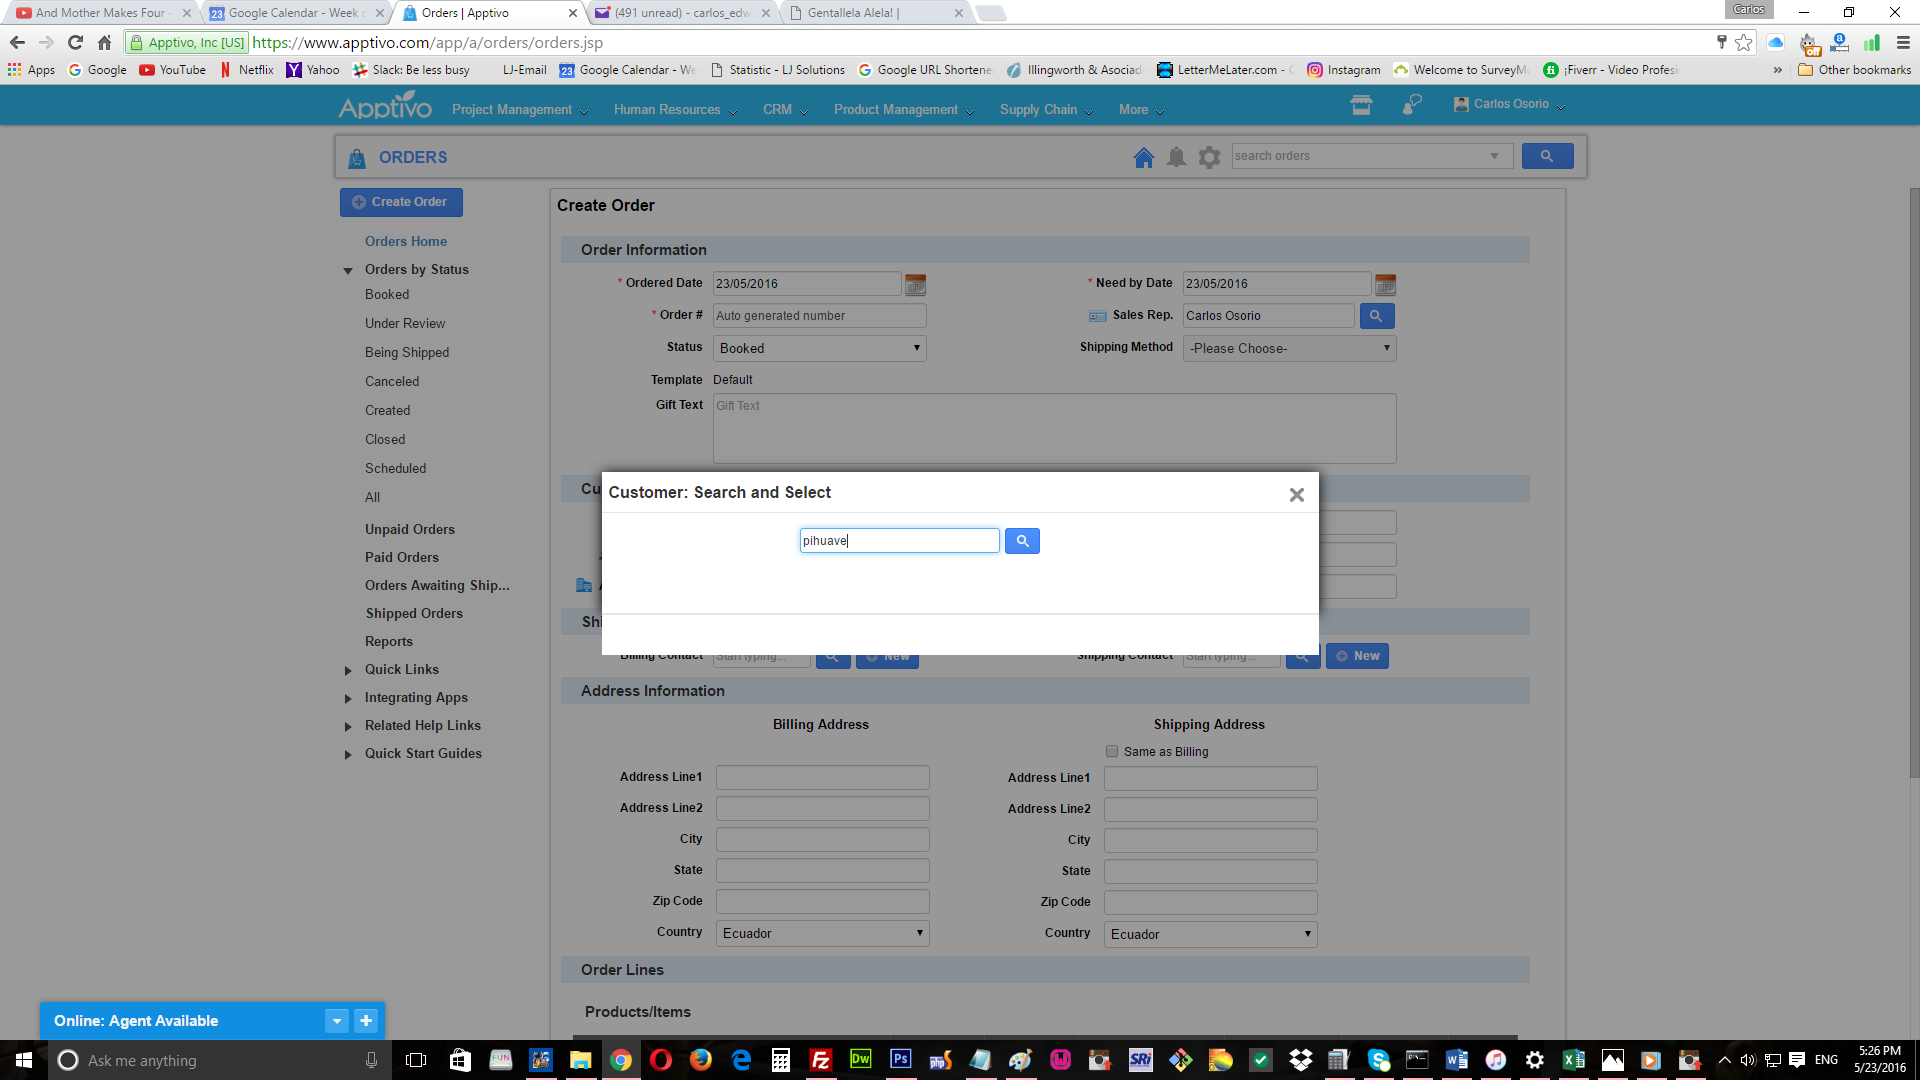 And Mother Makes Four -
Google Calendar - Week
Orders | Apptivo
(491 unread) - carlos_edw
Gentallela Alela! |
Carlos
Apptivo, Inc [US]
https://www.apptivo.com/app/a/orders/orders.jsp
Apps
Google
YouTube
Netflix
Yahoo
Slack: Be less busy
LJ-Email
Google Calendar - We
Statistic - LJ Solutions
Google URL Shortene
Illingworth & Asociad
LetterMeLater.com -
Instagram
Welcome to SurveyM
¡Fiverr - Video Profesi
»
Other bookmarks
Apptivo
Project Management
Human Resources
CRM
Product Management
Supply Chain
More
Carlos Osorio
ORDERS
search orders
Create Order
Orders Home
Orders by Status
Booked
Under Review
Being Shipped
Canceled
Created
Closed
Scheduled
All
Unpaid Orders
Paid Orders
Orders Awaiting Ship...
Shipped Orders
Reports
Quick Links
Integrating Apps
Related Help Links
Quick Start Guides
Create Order
Order Information
* Ordered Date 23/05/2016
* Need by Date 23/05/2016
* Order # Auto generated number
Sales Rep. Carlos Osorio
Status Booked
Shipping Method -Please Choose-
Template Default
Gift Text Gift Text
Cu
Customer: Search and Select
pihuave
Shi
Billing Contact Start typing... New
Shipping Contact Start typing... New
Address Information
Billing Address
Shipping Address
Same as Billing
Address Line1
Address Line1
Address Line2
Address Line2
City
City
State
State
Zip Code
Zip Code
Country Ecuador
Country Ecuador
Order Lines
Products/Items
Online: Agent Available
Ask me anything
ENG
5:26 PM
5/23/2016